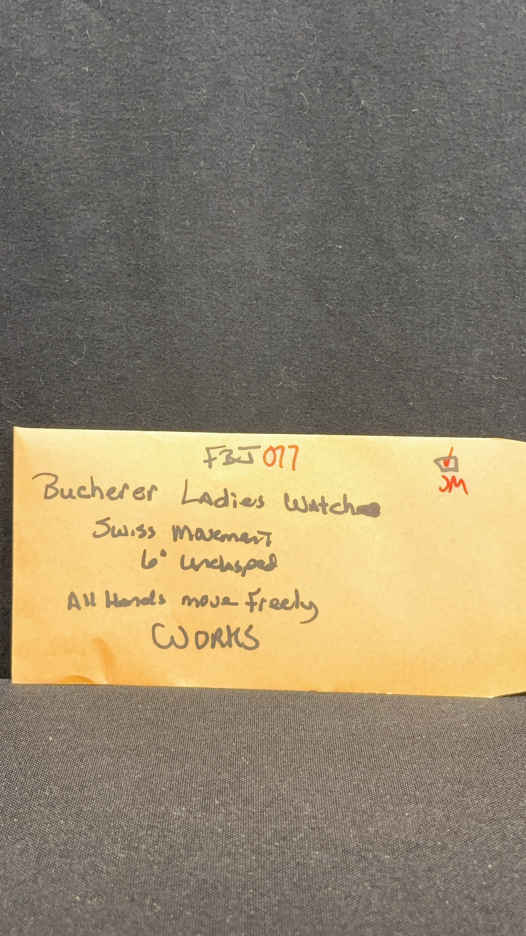 FBJ 077
JM
Bucherer Ladies Watch
Swiss Movement
6" Unclasped
All Hands move freely
WORKS